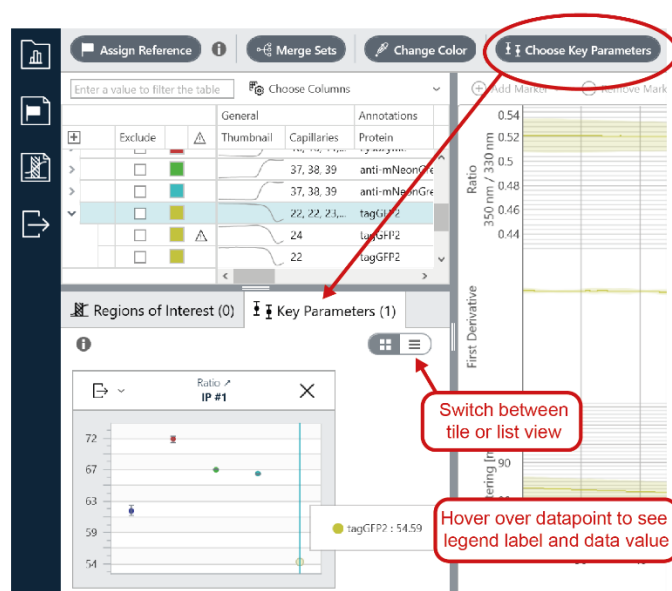 Assign Reference
Merge Sets
Change Color
Choose Key Parameters
Enter a value to filter the table
Choose Columns
Add Marker
Remove Mark
General
Annotations
Exclude
Thumbnail
Capillaries
Protein
37, 38, 39
anti-mNeonGre
37, 38, 39
anti-mNeonGre
22, 22, 23,...
tagGFP2
24
tagGFP2
22
tagGFP2
Regions of Interest (0)
Key Parameters (1)
Ratio
IP #1
72
67
63
59
54
tagGFP2 : 54.59
0.54
0.52
0.5
0.48
0.46
0.44
Ratio
350 nm / 330 nm
First Derivative
90
Switch between
tile or list view
Hover over datapoint to see
legend label and data value